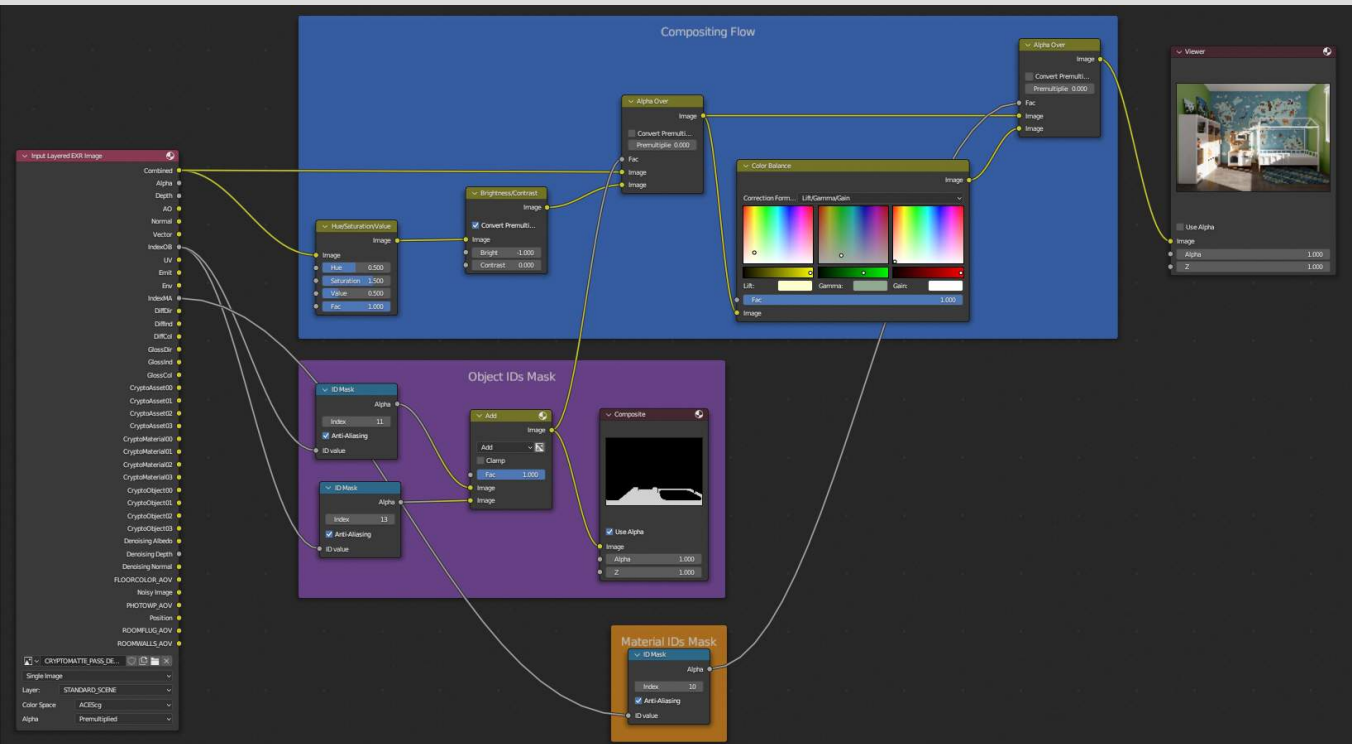 Compositing Flow
Input Layered EXR Image
Combined
Alpha
Depth
AO
Normal
Vector
IndexOB
UV
Emit
Env
IndexMA
DiffDir
DiffInd
DiffCol
GlossDir
GlossInd
GlossCol
CryptoAsset00
CryptoAsset01
CryptoAsset02
CryptoAsset03
CryptoMaterial00
CryptoMaterial01
CryptoMaterial02
CryptoMaterial03
CryptoObject00
CryptoObject01
CryptoObject02
CryptoObject03
Denoising Albedo
Denoising Depth
Denoising Normal
FLOORCOLOR_AOV
Noisy Image
PHOTOWP_AOV
Position
ROOMFLUG_AOV
ROOMWALLS_AOV
CRYPTOMATTE_PASS_DE...
Single Image
Layer: STANDARD_SCENE
Color Space ACEScg
Alpha Premultiplied
Hue/Saturation/Value
Image
Image
Hue 0.500
Saturation 1.500
Value 0.500
Fac 1.000
Brightness/Contrast
Image
Convert Premulti...
Image
Bright -1.000
Contrast 0.000
Alpha Over
Image
Convert Premulti...
Premultiplie 0.000
Fac
Image
Image
Color Balance
Image
Correction Form... Lift/Gamma/Gain
Lift: Gamma: Gain:
Fac 1.000
Image
Alpha Over
Image
Convert Premulti...
Premultiplie 0.000
Fac
Image
Image
Viewer
Use Alpha
Image
Alpha 1.000
Z 1.000
Object IDs Mask
ID Mask
Alpha
Index 11
Anti-Aliasing
ID value
ID Mask
Alpha
Index 13
Anti-Aliasing
ID value
Add
Image
Add
Clamp
Fac 1.000
Image
Image
Composite
Use Alpha
Image
Alpha 1.000
Z 1.000
Material IDs Mask
ID Mask
Alpha
Index 10
Anti-Aliasing
ID value